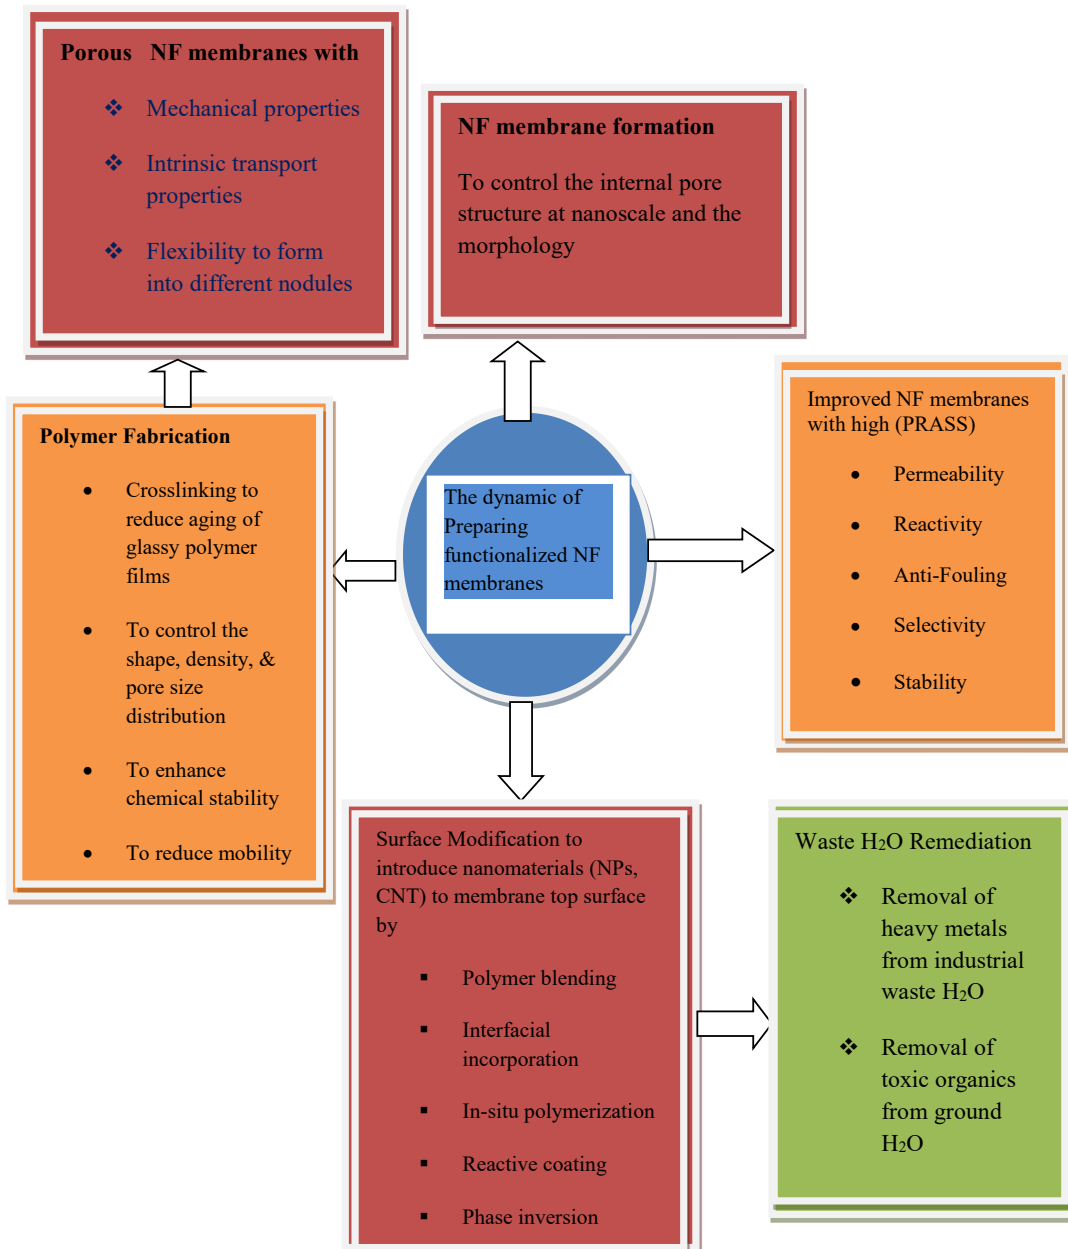 Porous NF membranes with
❖ Mechanical properties
❖ Intrinsic transport
properties
❖ Flexibility to form
into different nodules
NF membrane formation
To control the internal pore
structure at nanoscale and the
morphology
Polymer Fabrication
● Crosslinking to
reduce aging of
glassy polymer
films
● To control the
shape, density, &
pore size
distribution
● To enhance
chemical stability
● To reduce mobility
The dynamic of
Preparing
functionalized NF
membranes
Improved NF membranes
with high (PRASS)
● Permeability
● Reactivity
● Anti-Fouling
● Selectivity
● Stability
Surface Modification to
introduce nanomaterials (NPs,
CNT) to membrane top surface
by
▪ Polymer blending
▪ Interfacial
incorporation
▪ In-situ polymerization
▪ Reactive coating
▪ Phase inversion
Waste H₂O Remediation
❖ Removal of
heavy metals
from industrial
waste H₂O
❖ Removal of
toxic organics
from ground
H₂O